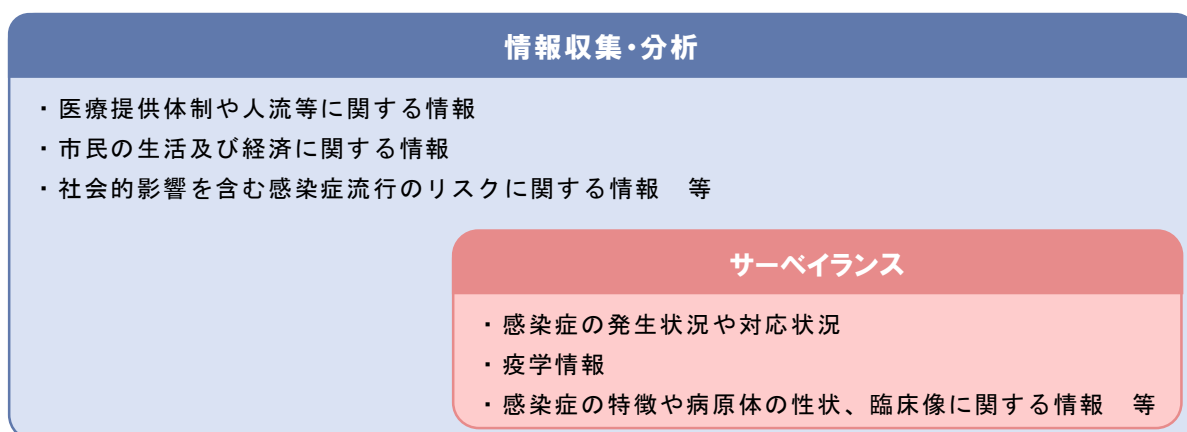 情報収集・分析
・医療提供体制や人流等に関する情報
・市民の生活及び経済に関する情報
・社会的影響を含む感染症流行のリスクに関する情報　等
サーベイランス
・感染症の発生状況や対応状況
・疫学情報
・感染症の特徴や病原体の性状、臨床像に関する情報　等